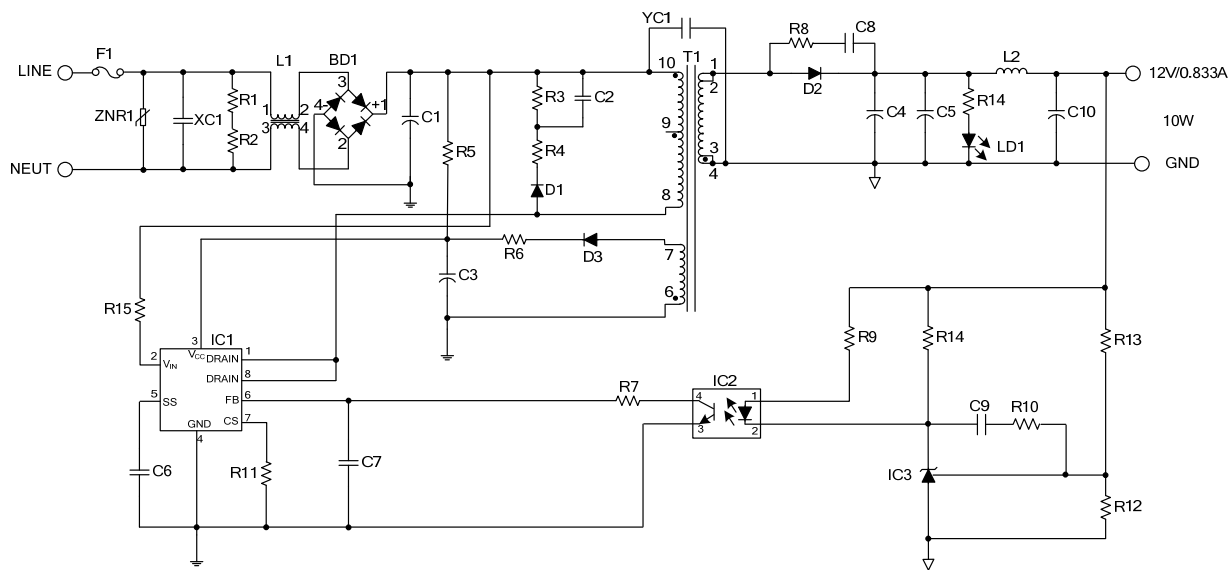 YC1
R8
C8
F1
L1
BD1
10
T1
1
L2
LINE
3
2
12V/0.833A
R3
C2
D2
ZNR1
XC1
R1
1
2
4-
+1
C1
C4
C5
R14
C10
10W
R2
3
4
9
R5
R4
LD1
2
3
NEUT
4
GND
D1
8
R6
D3
7
C3
6
R15
IC1
R9
R14
R13
3
VCC
DRAIN
1
2
VIN
DRAIN
8
R7
IC2
5
SS
FB
6
4
1
C9
R10
GND
CS
7
3
2
4
C6
R11
C7
IC3
R12